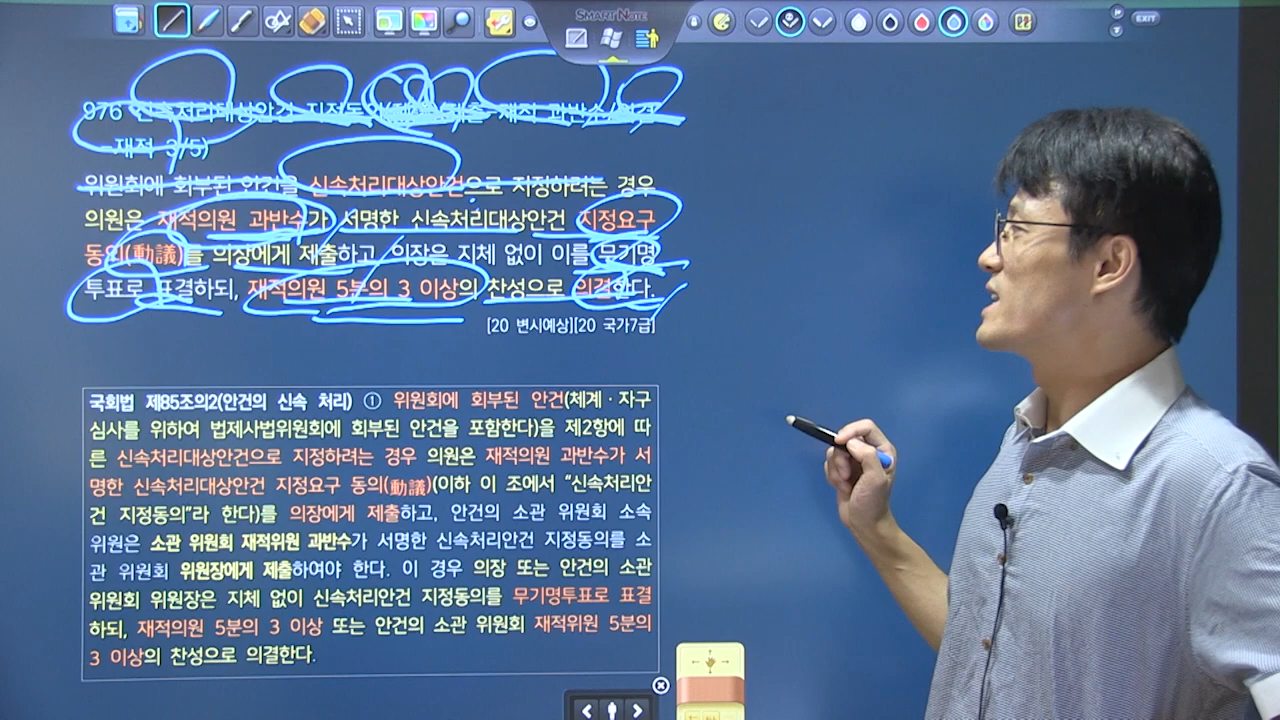 SMARTNOTE
EXIT
976 신속처리대상안건 지정동의(제출 재적 과반수/의결
-재적 3/5)
위원회에 회부된 안건을 신속처리대상안건으로 지정하려는 경우
의원은 재적의원 과반수가 서명한 신속처리대상안건 지정요구
동의(動議)를 의장에게 제출하고, 의장은 지체 없이 이를 무기명
투표로 표결하되, 재적의원 5분의 3 이상의 찬성으로 의결한다.
[20 변시예상][20 국가7급]
국회법 제85조의2(안건의 신속 처리) ① 위원회에 회부된 안건(체계·자구
심사를 위하여 법제사법위원회에 회부된 안건을 포함한다)을 제2항에 따
른 신속처리대상안건으로 지정하려는 경우 의원은 재적의원 과반수가 서
명한 신속처리대상안건 지정요구 동의(動議)(이하 이 조에서 “신속처리안
건 지정동의”라 한다)를 의장에게 제출하고, 안건의 소관 위원회 소속
위원은 소관 위원회 재적위원 과반수가 서명한 신속처리안건 지정동의를 소
관 위원회 위원장에게 제출하여야 한다. 이 경우 의장 또는 안건의 소관
위원회 위원장은 지체 없이 신속처리안건 지정동의를 무기명투표로 표결
하되, 재적의원 5분의 3 이상 또는 안건의 소관 위원회 재적위원 5분의
3 이상의 찬성으로 의결한다.